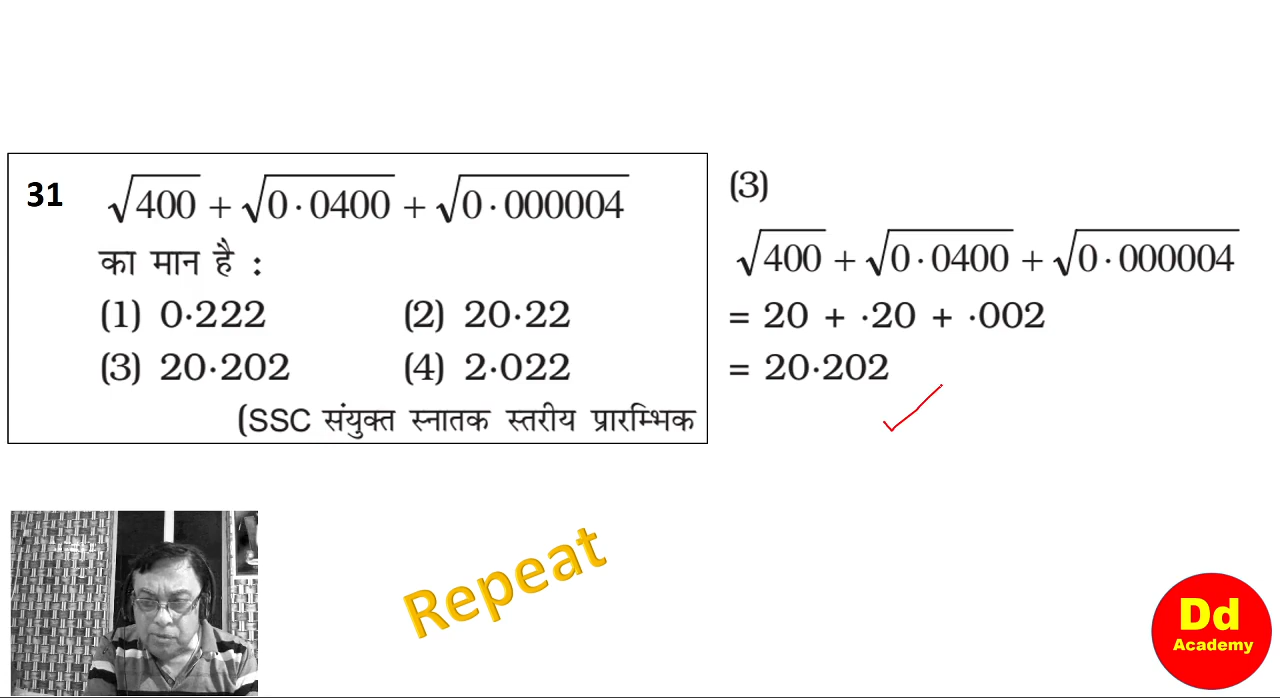 31 √400 + √0·0400 + √0·000004
का मान है :
(1) 0·222 (2) 20·22
(3) 20·202 (4) 2·022
(SSC संयुक्त स्नातक स्तरीय प्रारम्भिक
(3)
√400 + √0·0400 + √0·000004
= 20 + ·20 + ·002
= 20·202
Repeat
Dd
Academy